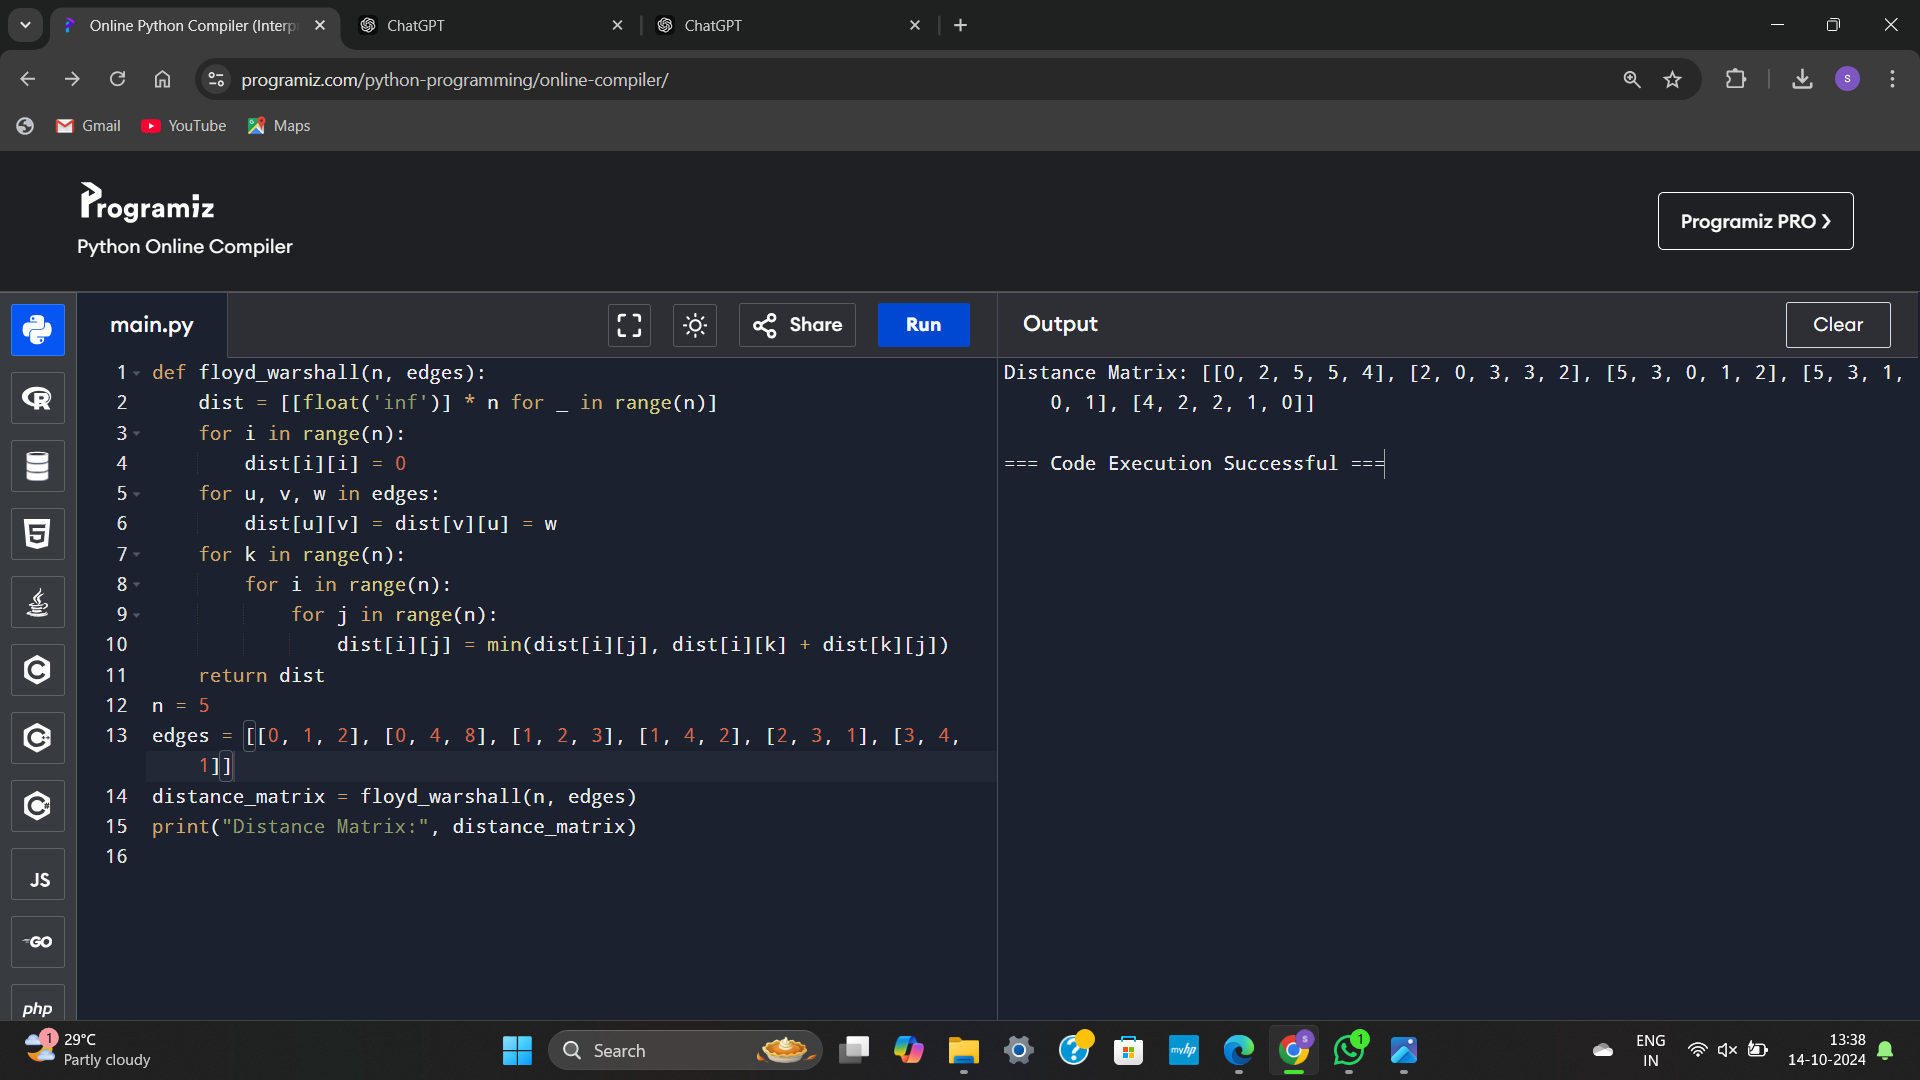 Online Python Compiler (Interp
ChatGPT
ChatGPT
programiz.com/python-programming/online-compiler/
S
Gmail
YouTube
Maps
Programiz
Python Online Compiler
Programiz PRO ❯
main.py
Share
Run
Output
Clear
1 def floyd_warshall(n, edges):
2 dist = [[float('inf')] * n for _ in range(n)]
3 for i in range(n):
4 dist[i][i] = 0
5 for u, v, w in edges:
6 dist[u][v] = dist[v][u] = w
7 for k in range(n):
8 for i in range(n):
9 for j in range(n):
10 dist[i][j] = min(dist[i][j], dist[i][k] + dist[k][j])
11 return dist
12 n = 5
13 edges = [[0, 1, 2], [0, 4, 8], [1, 2, 3], [1, 4, 2], [2, 3, 1], [3, 4,
1]]
14 distance_matrix = floyd_warshall(n, edges)
15 print("Distance Matrix:", distance_matrix)
16
Distance Matrix: [[0, 2, 5, 5, 4], [2, 0, 3, 3, 2], [5, 3, 0, 1, 2], [5, 3, 1,
0, 1], [4, 2, 2, 1, 0]]
=== Code Execution Successful ===
R
5
C
C++
C#
JS
GO
php
1
29°C
Partly cloudy
Search
myhp
S
1
ENG
IN
13:38
14-10-2024